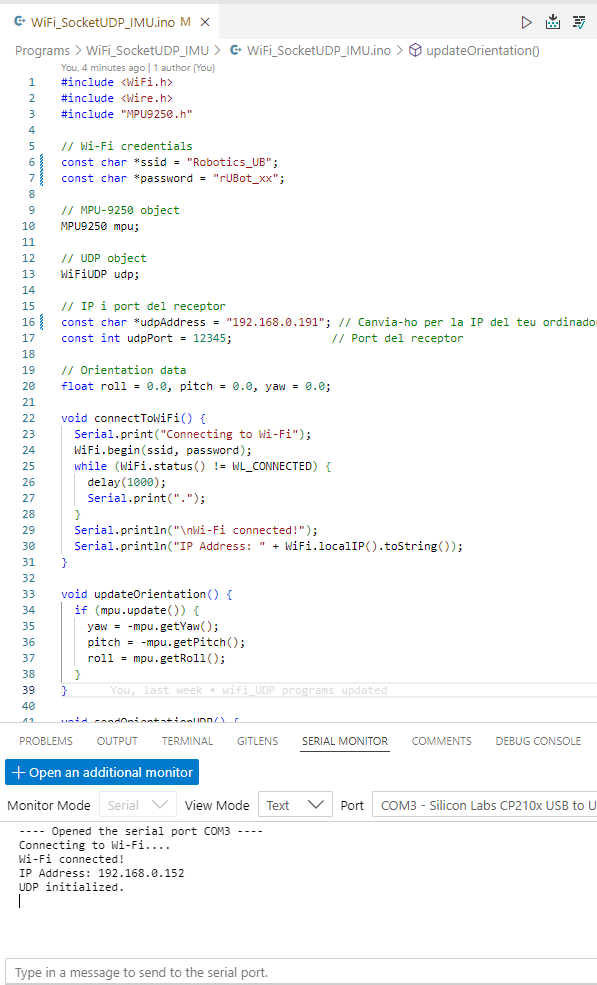 WiFi_SocketUDP_IMU.ino M
Programs > WiFi_SocketUDP_IMU > WiFi_SocketUDP_IMU.ino > updateOrientation()
You, 4 minutes ago | 1 author (You)
1 #include <WiFi.h>
2 #include <Wire.h>
3 #include "MPU9250.h"
4
5 // Wi-Fi credentials
6 const char *ssid = "Robotics_UB";
7 const char *password = "rUBot_xx";
8
9 // MPU-9250 object
10 MPU9250 mpu;
11
12 // UDP object
13 WiFiUDP udp;
14
15 // IP i port del receptor
16 const char *udpAddress = "192.168.0.191"; // Canvia-ho per la IP del teu ordinado
17 const int udpPort = 12345; // Port del receptor
18
19 // Orientation data
20 float roll = 0.0, pitch = 0.0, yaw = 0.0;
21
22 void connectToWiFi() {
23 Serial.print("Connecting to Wi-Fi");
24 WiFi.begin(ssid, password);
25 while (WiFi.status() != WL_CONNECTED) {
26 delay(1000);
27 Serial.print(".");
28 }
29 Serial.println("\nWi-Fi connected!");
30 Serial.println("IP Address: " + WiFi.localIP().toString());
31 }
32
33 void updateOrientation() {
34 if (mpu.update()) {
35 yaw = -mpu.getYaw();
36 pitch = -mpu.getPitch();
37 roll = mpu.getRoll();
38 }
39 } You, last week • wifi_UDP programs updated
40
41 void sendOrientationUDP() {
PROBLEMS OUTPUT TERMINAL GITLENS SERIAL MONITOR COMMENTS DEBUG CONSOLE
+ Open an additional monitor
Monitor Mode Serial View Mode Text Port COM3 - Silicon Labs CP210x USB to U
---- Opened the serial port COM3 ----
Connecting to Wi-Fi....
Wi-Fi connected!
IP Address: 192.168.0.152
UDP initialized.
Type in a message to send to the serial port.